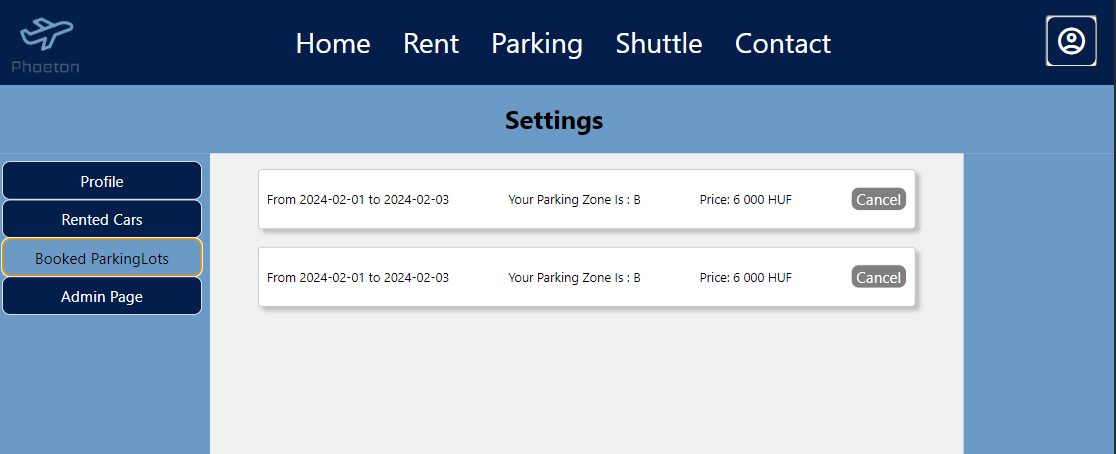 Phaeton
Home Rent Parking Shuttle Contact
Settings
Profile
Rented Cars
Booked ParkingLots
Admin Page
From 2024-02-01 to 2024-02-03 Your Parking Zone Is : B Price: 6 000 HUF Cancel
From 2024-02-01 to 2024-02-03 Your Parking Zone Is : B Price: 6 000 HUF Cancel